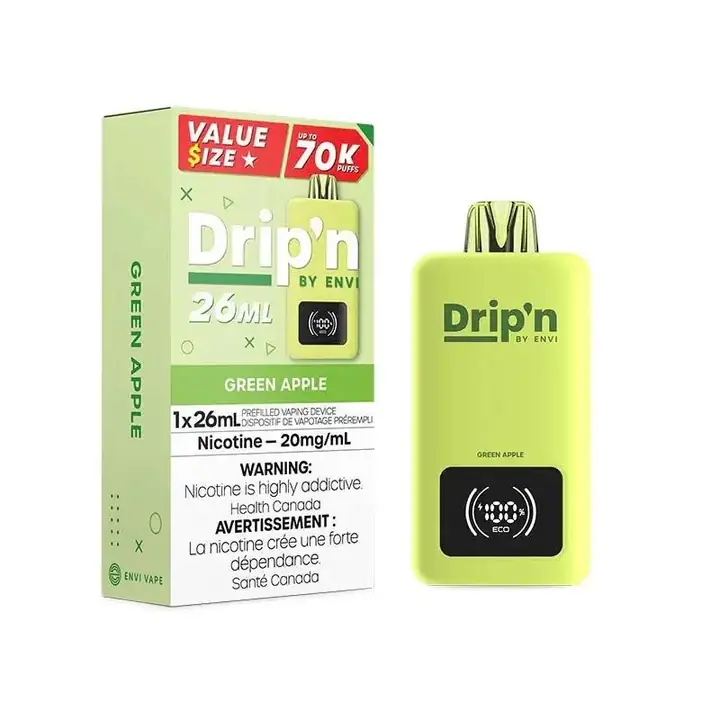 VALUE
$IZE ★
UP TO
70K
PUFFS
Drip'n
BY ENVI
26ML
100%
ECO
GREEN APPLE
1x26mL PREFILLED VAPING DEVICE
DISPOSITIF DE VAPOTAGE PRÉREMPLI
Nicotine – 20mg/mL
WARNING:
Nicotine is highly addictive.
Health Canada
AVERTISSEMENT :
La nicotine crée une forte
dépendance.
Santé Canada
GREEN APPLE
ENVI VAPE
Drip'n
BY ENVI
GREEN APPLE
100%
ECO